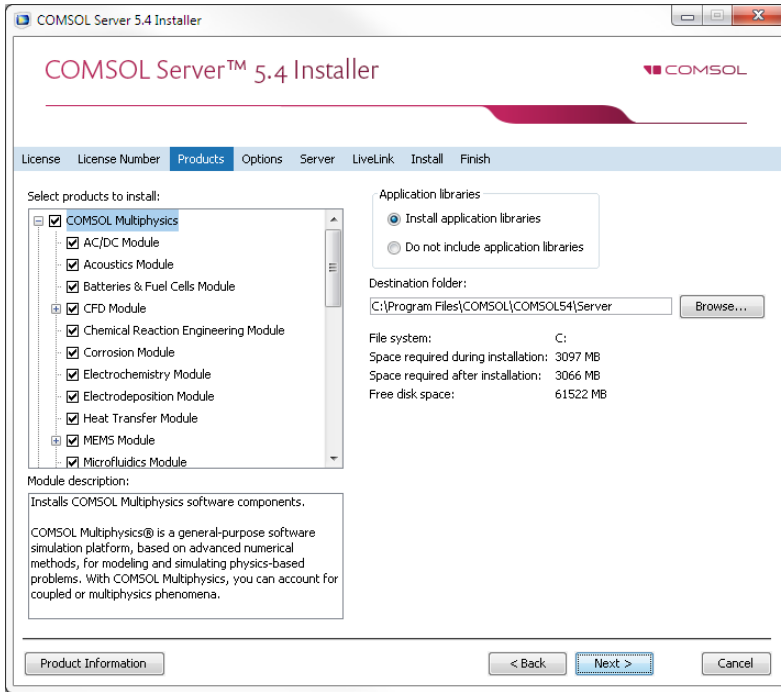 COMSOL Server 5.4 Installer
COMSOL Server™ 5.4 Installer
COMSOL
License License Number Products Options Server LiveLink Install Finish
Select products to install:
COMSOL Multiphysics
AC/DC Module
Acoustics Module
Batteries & Fuel Cells Module
CFD Module
Chemical Reaction Engineering Module
Corrosion Module
Electrochemistry Module
Electrodeposition Module
Heat Transfer Module
MEMS Module
Microfluidics Module
Module description:
Installs COMSOL Multiphysics software components.
COMSOL Multiphysics® is a general-purpose software
simulation platform, based on advanced numerical
methods, for modeling and simulating physics-based
problems. With COMSOL Multiphysics, you can account for
coupled or multiphysics phenomena.
Application libraries
Install application libraries
Do not include application libraries
Destination folder:
C:\Program Files\COMSOL\COMSOL54\Server Browse...
File system: C:
Space required during installation: 3097 MB
Space required after installation: 3066 MB
Free disk space: 61522 MB
Product Information < Back Next > Cancel